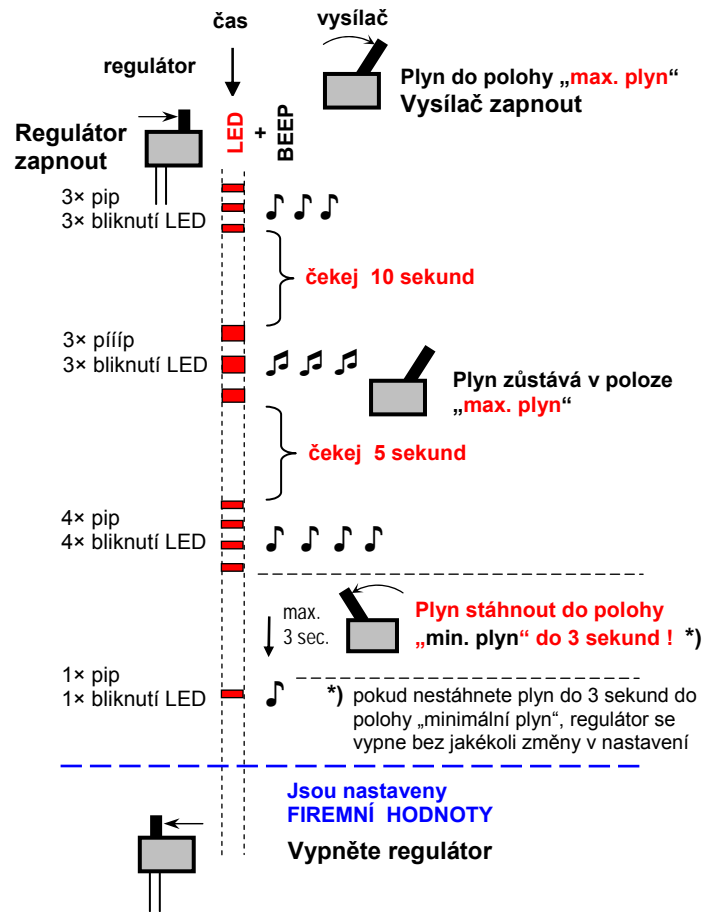 čas
vysílač
regulátor
Plyn do polohy „max. plyn“
Vysílač zapnout
Regulátor
zapnout
LED
+
BEEP
3× pip
3× bliknutí LED
čekej 10 sekund
3× píííp
3× bliknutí LED
Plyn zůstává v poloze
„max. plyn“
čekej 5 sekund
4× pip
4× bliknutí LED
max.
3 sec.
Plyn stáhnout do polohy
„min. plyn“ do 3 sekund ! *)
1× pip
1× bliknutí LED
*) pokud nestáhnete plyn do 3 sekund do
polohy „minimální plyn“, regulátor se
vypne bez jakékoli změny v nastavení
Jsou nastaveny
FIREMNÍ HODNOTY
Vypněte regulátor